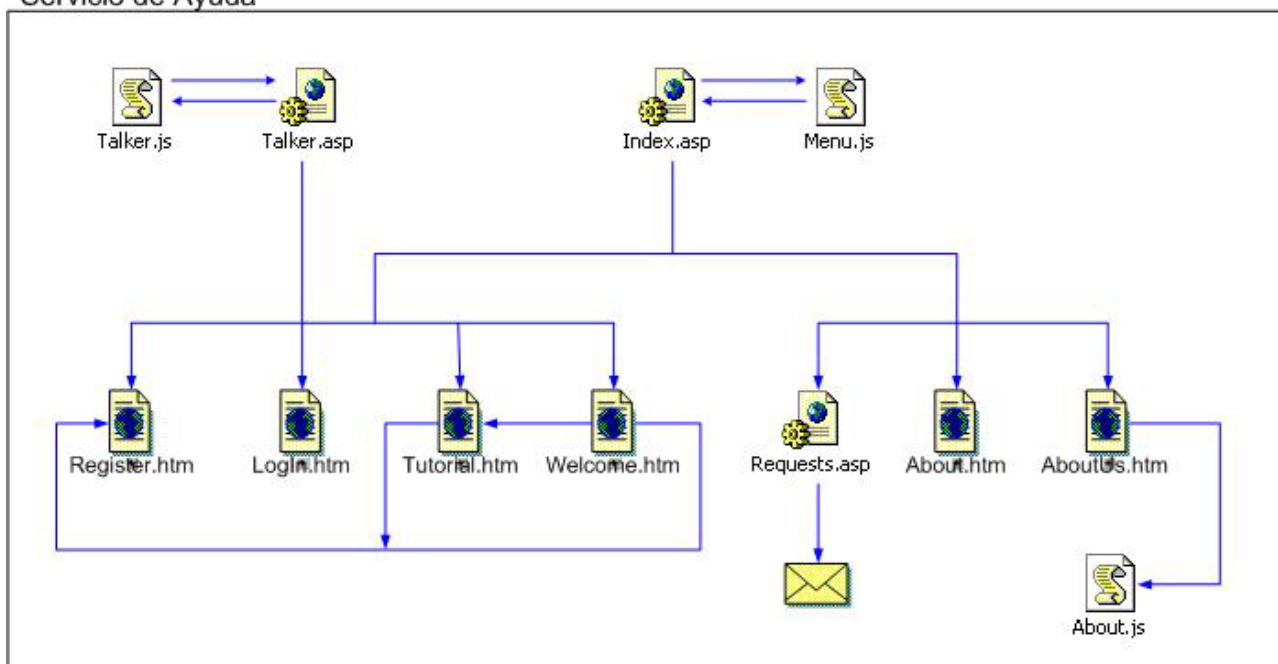 Servicio de Ayuda
Talker.js
Talker.asp
Index.asp
Menu.js
Register.htm
LogIn.htm
Tutorial.htm
Welcome.htm
Requests.asp
About.htm
AboutUs.htm
About.js